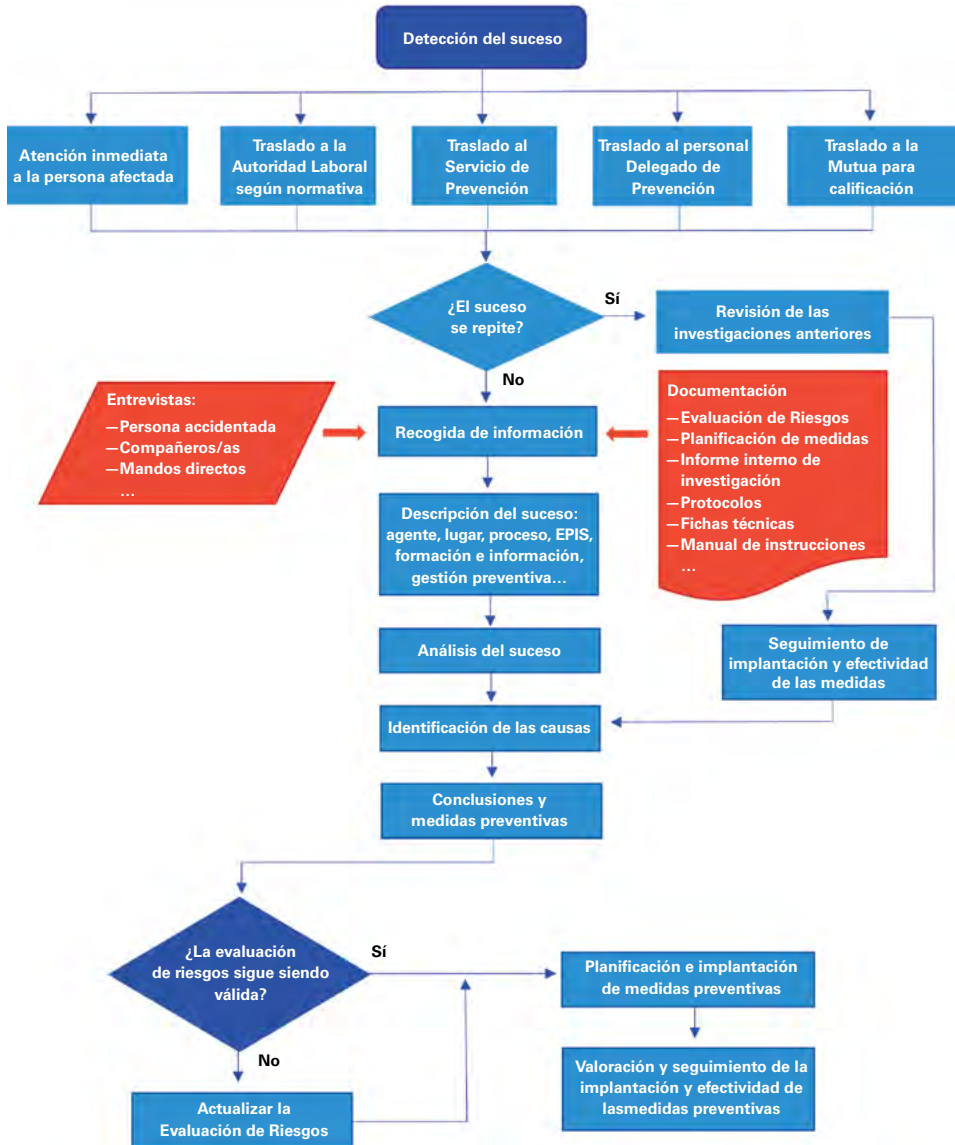 Detección del suceso
Atención inmediata
a la persona afectada
Traslado a la
Autoridad Laboral
según normativa
Traslado al
Servicio de
Prevención
Traslado al personal
Delegado de
Prevención
Traslado a la
Mutua para
calificación
¿El suceso
se repite?
Sí
Revisión de las
investigaciones anteriores
No
Entrevistas:
—Persona accidentada
—Compañeros/as
—Mandos directos
...
Recogida de información
Documentación
—Evaluación de Riesgos
—Planificación de medidas
—Informe interno de
investigación
—Protocolos
—Fichas técnicas
—Manual de instrucciones
...
Descripción del suceso:
agente, lugar, proceso, EPIS,
formación e información,
gestión preventiva...
Análisis del suceso
Seguimiento de
implantación y efectividad
de las medidas
Identificación de las causas
Conclusiones y
medidas preventivas
¿La evaluación
de riesgos sigue siendo
válida?
Sí
Planificación e implantación
de medidas preventivas
No
Actualizar la
Evaluación de Riesgos
Valoración y seguimiento de la
implantación y efectividad de
lasmedidas preventivas